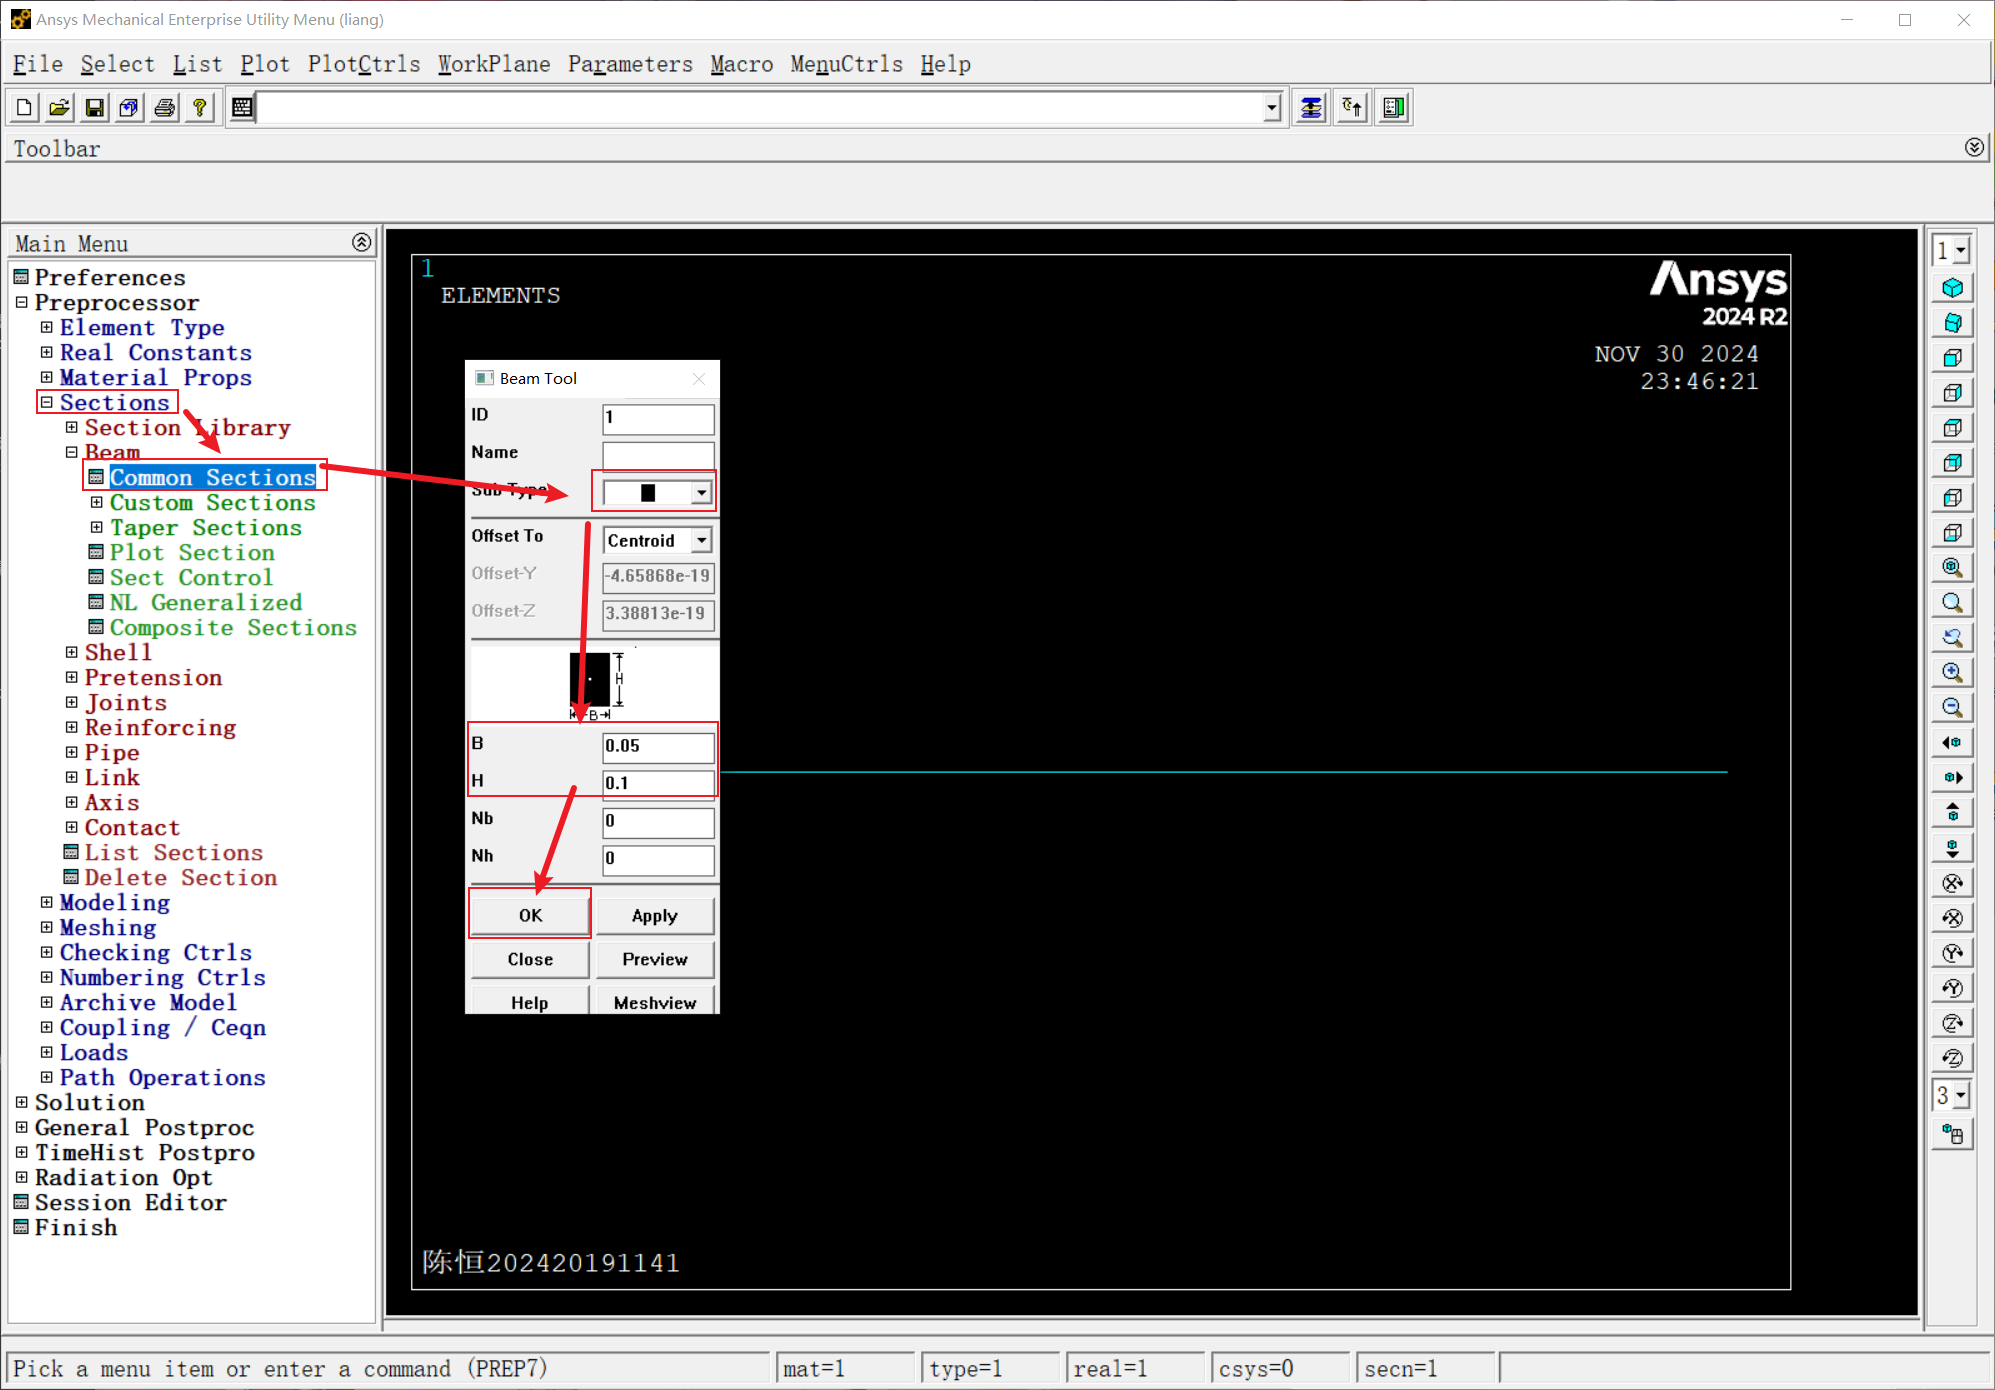 Ansys Mechanical Enterprise Utility Menu (liang)
File Select List Plot PlotCtrls WorkPlane Parameters Macro MenuCtrls Help
Toolbar
Main Menu
Preferences
Preprocessor
Element Type
Real Constants
Material Props
Sections
Section Library
Beam
Common Sections
Custom Sections
Taper Sections
Plot Section
Sect Control
NL Generalized
Composite Sections
Shell
Pretension
Joints
Reinforcing
Pipe
Link
Axis
Contact
List Sections
Delete Section
Modeling
Meshing
Checking Ctrls
Numbering Ctrls
Archive Model
Coupling / Ceqn
Loads
Path Operations
Solution
General Postproc
TimeHist Postpro
Radiation Opt
Session Editor
Finish
1
ELEMENTS
Ansys
2024 R2
NOV 30 2024
23:46:21
Beam Tool
ID 1
Name
Sub Type
Offset To Centroid
Offset-Y -4.65868e-19
Offset-Z 3.38813e-19
H
B
B 0.05
H 0.1
Nb 0
Nh 0
OK Apply
Close Preview
Help Meshview
陈恒202420191141
1
X
X
Y
Y
Z
Z
3
Pick a menu item or enter a command (PREP7) mat=1 type=1 real=1 csys=0 secn=1